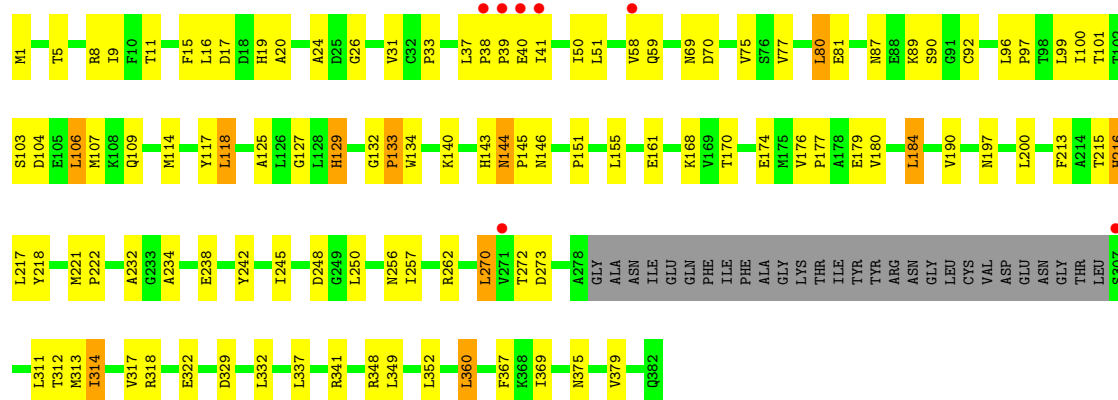 M1 T5 R8 I9 F10 T11 F15 L16 D17 D18 H19 A20 A24 D25 G26 V31 C32 P33 L37 P38 P39 E40 I41 I50 L51 V58 Q59 N69 D70 V75 S76 V77 L80 E81 N87 E88 K89 S90 G91 C92 L96 P97 T98 L99 I100 T101 T102
S103 D104 E105 L106 M107 K108 Q109 M114 Y117 L118 A125 L126 G127 L128 H129 G132 P133 W134 K140 H143 N144 P145 N146 P151 L155 E161 K168 V169 T170 E174 M175 V176 P177 A178 E179 V180 L184 V190 N197 L200 F213 A214 T215 H216
L217 Y218 M221 P222 A232 G233 A234 E238 Y242 I245 D248 G249 L250 N256 I257 R262 L270 V271 T272 D273 A278 GLY ALA ASN ILE GLU GLN PHE ILE PHE ALA GLY LYS THR ILE TYR TYR ARG ASN GLY LEU CYS VAL ASP GLU ASN GLY THR LEU S307
L311 T312 M313 I314 V317 R318 E322 D329 L332 L337 R341 R348 L349 L352 L360 F367 K368 I369 N375 V379 Q382